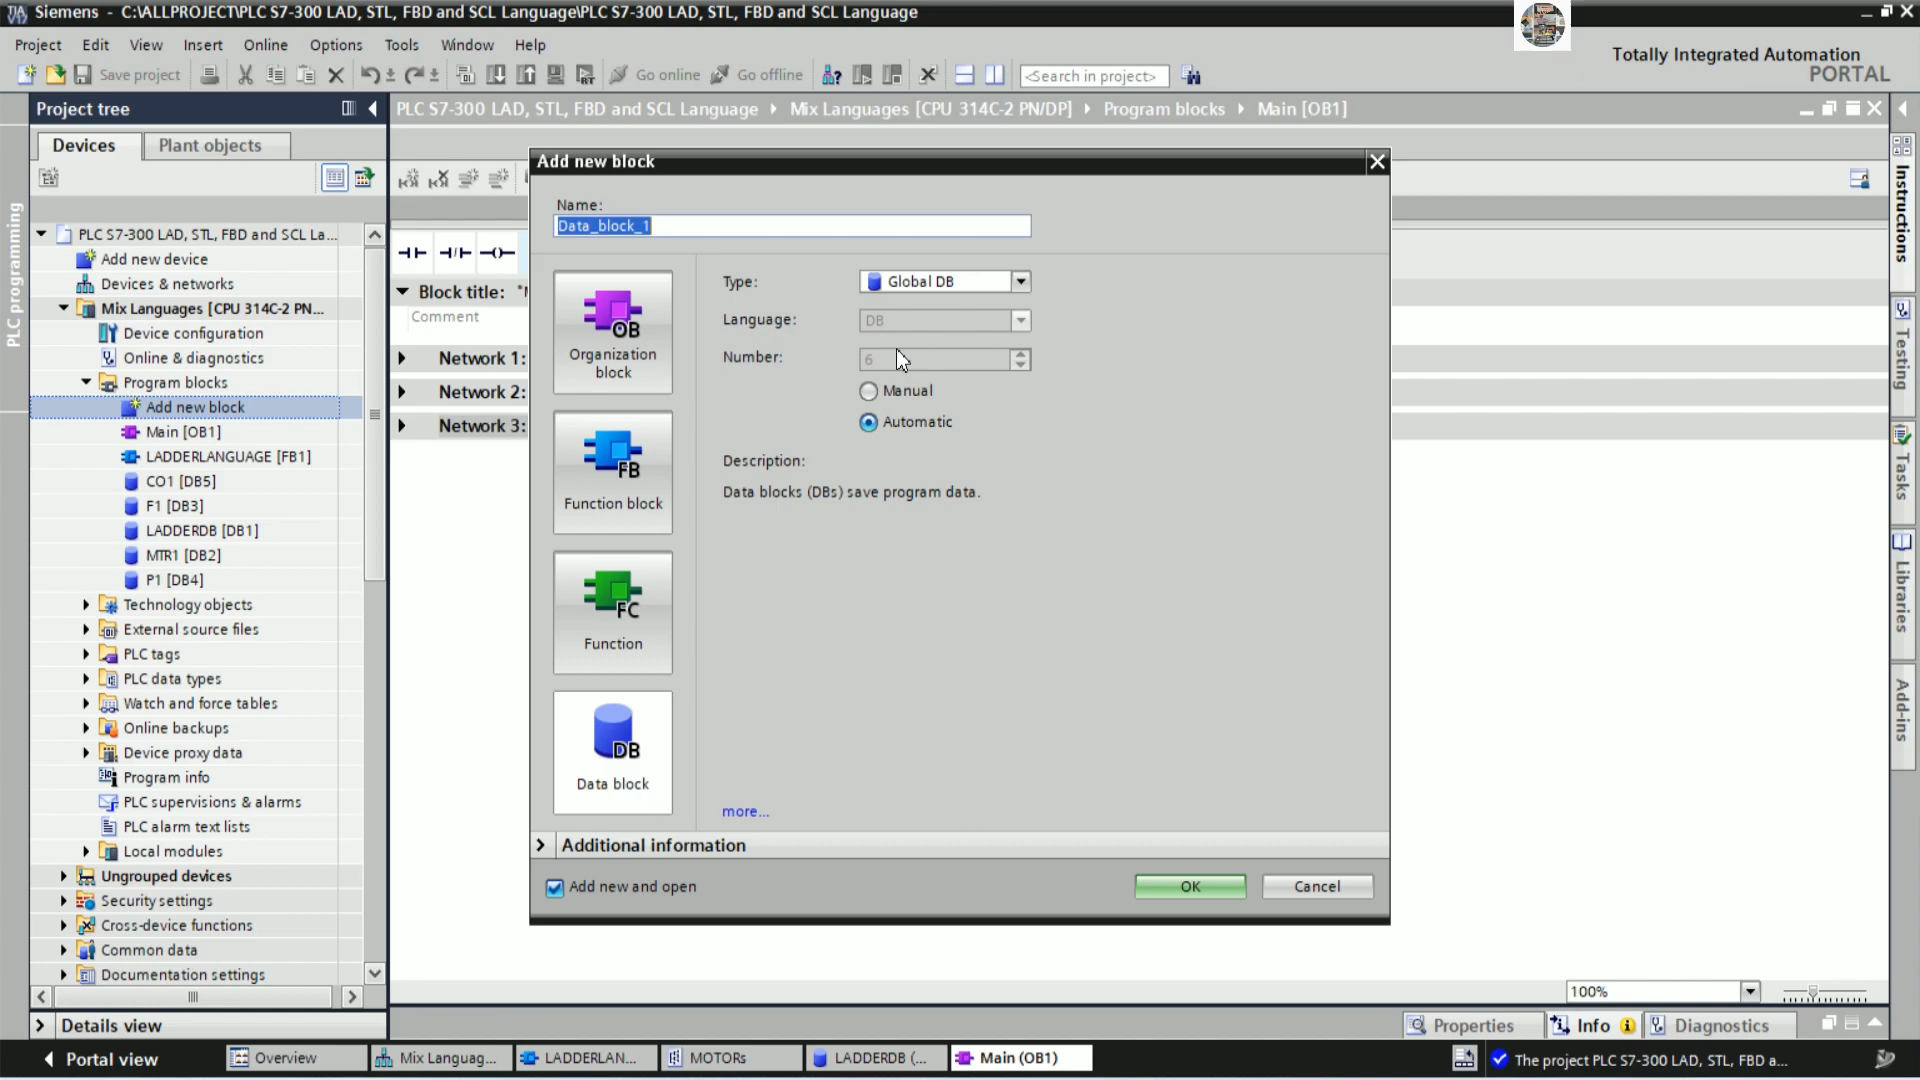 Siemens - C:\ALLPROJECT\PLC S7-300 LAD, STL, FBD and SCL Language\PLC S7-300 LAD, STL, FBD and SCL Language
Project Edit View Insert Online Options Tools Window Help
Totally Integrated Automation
PORTAL
Save project
Go online
Go offline
<Search in project>
Project tree
PLC S7-300 LAD, STL, FBD and SCL Language
Mix Languages [CPU 314C-2 PN/DP]
Program blocks
Main [OB1]
Devices
Plant objects
PLC programming
PLC S7-300 LAD, STL, FBD and SCL La...
Add new device
Devices & networks
Mix Languages [CPU 314C-2 PN...
Device configuration
Online & diagnostics
Program blocks
Add new block
Main [OB1]
LADDERLANGUAGE [FB1]
CO1 [DB5]
F1 [DB3]
LADDERDB [DB1]
MTR1 [DB2]
P1 [DB4]
Technology objects
External source files
PLC tags
PLC data types
Watch and force tables
Online backups
Device proxy data
Program info
PLC supervisions & alarms
PLC alarm text lists
Local modules
Ungrouped devices
Security settings
Cross-device functions
Common data
Documentation settings
Details view
Block title:
Comment
Network 1:
Network 2:
Network 3:
Add new block
Name:
Data_block_1
OB
Organization
block
FB
Function block
FC
Function
DB
Data block
Type:
Global DB
Language:
DB
Number:
6
Manual
Automatic
Description:
Data blocks (DBs) save program data.
more...
Additional information
Add new and open
OK
Cancel
Instructions
Testing
Tasks
Libraries
Add-ins
100%
Properties
Info
Diagnostics
Portal view
Overview
Mix Languag...
LADDERLAN...
MOTORs
LADDERDB (...
Main (OB1)
The project PLC S7-300 LAD, STL, FBD a...